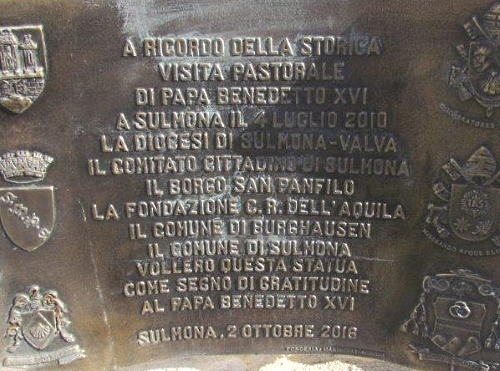 A RICORDO DELLA STORICA
VISITA PASTORALE
DI PAPA BENEDETTO XVI
A SULMONA IL 4 LUGLIO 2010
LA DIOCESI DI SULMONA-VALVA
IL COMITATO CITTADINO DI SULMONA
IL BORGO SAN PANFILO
LA FONDAZIONE C.R. DELL'AQUILA
IL COMUNE DI BURGHAUSEN
IL COMUNE DI SULMONA
VOLLERO QUESTA STATUA
COME SEGNO DI GRATITUDINE
AL PAPA BENEDETTO XVI
SULMONA, 2 OTTOBRE 2016
FONDERIA